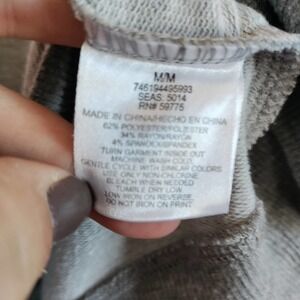 M/M
746194495993
SEAS: 5014
RN# 59775
MADE IN CHINA/HECHO EN CHINA
62% POLYESTER/POLIESTER
34% RAYON/RAYON
4% SPANDEX/SPANDEX
TURN GARMENT INSIDE OUT
MACHINE WASH COLD,
GENTLE CYCLE WITH SIMILAR COLORS
USE ONLY NON-CHLORINE
BLEACH WHEN NEEDED
TUMBLE DRY LOW
LOW IRON ON REVERSE,
DO NOT IRON ON PRINT